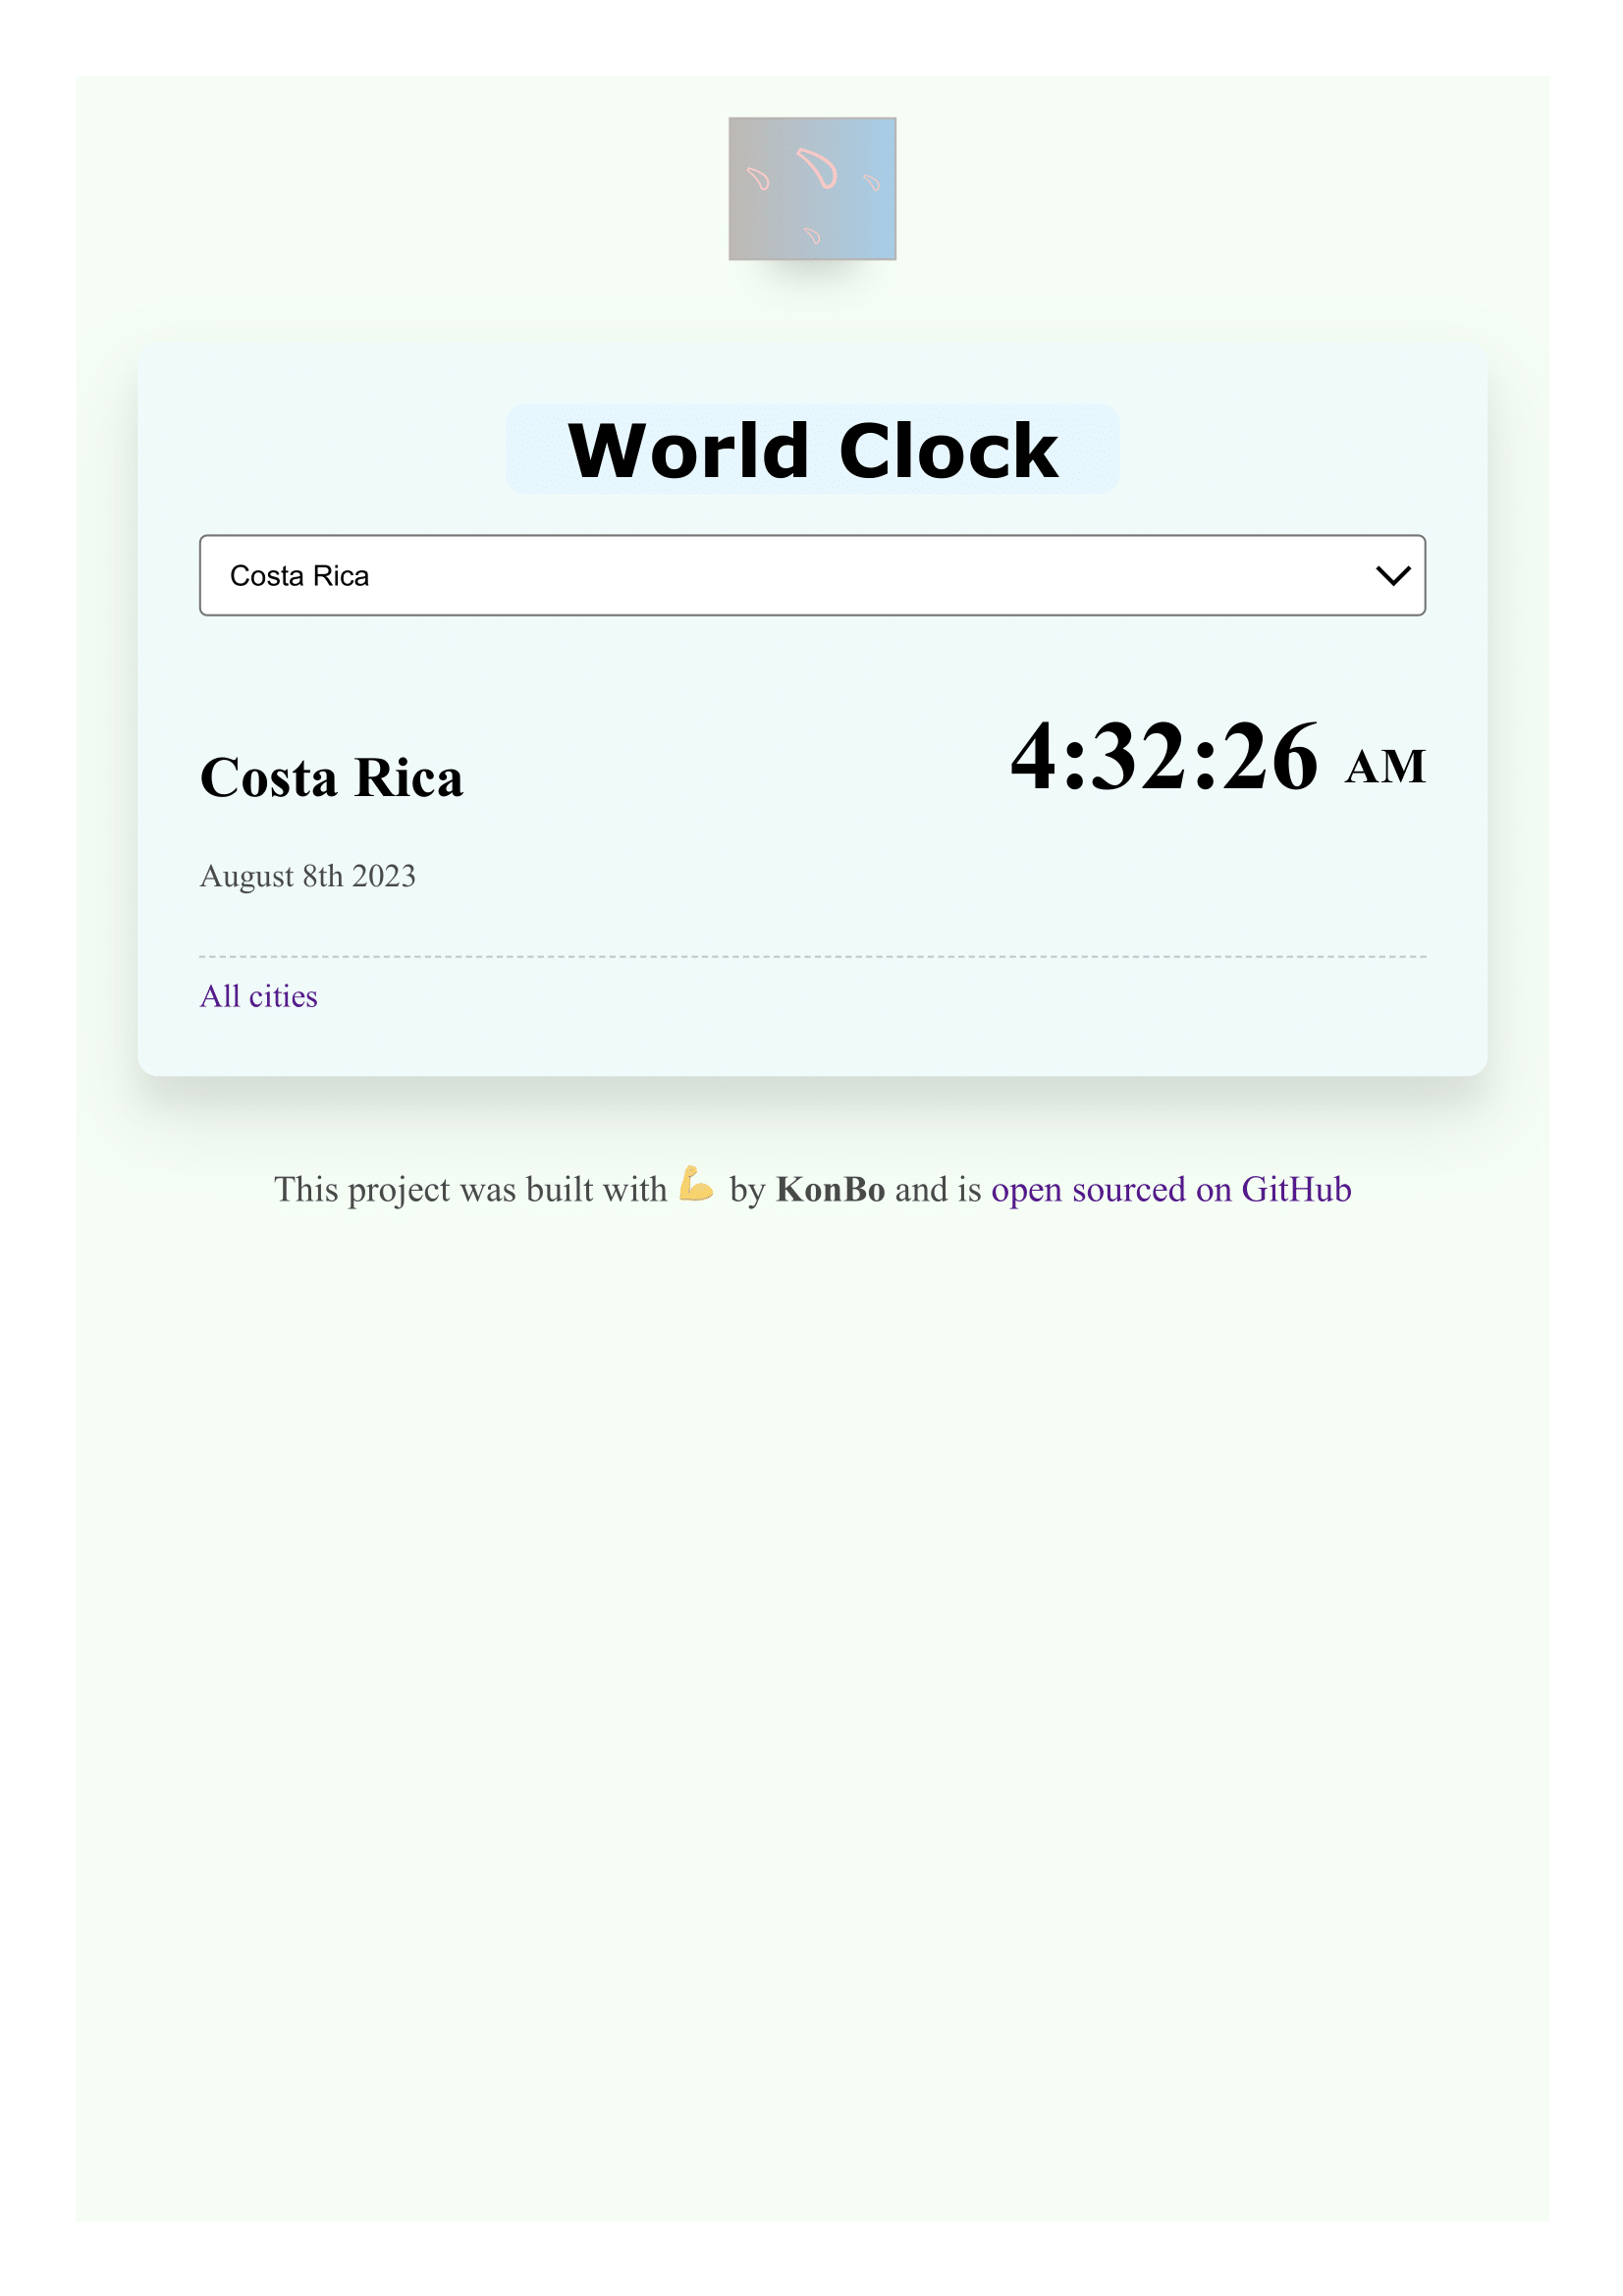 World Clock
Costa Rica
Costa Rica
4:32:26 AM
August 8th 2023
All cities
This project was built with 💪 by KonBo and is open sourced on GitHub